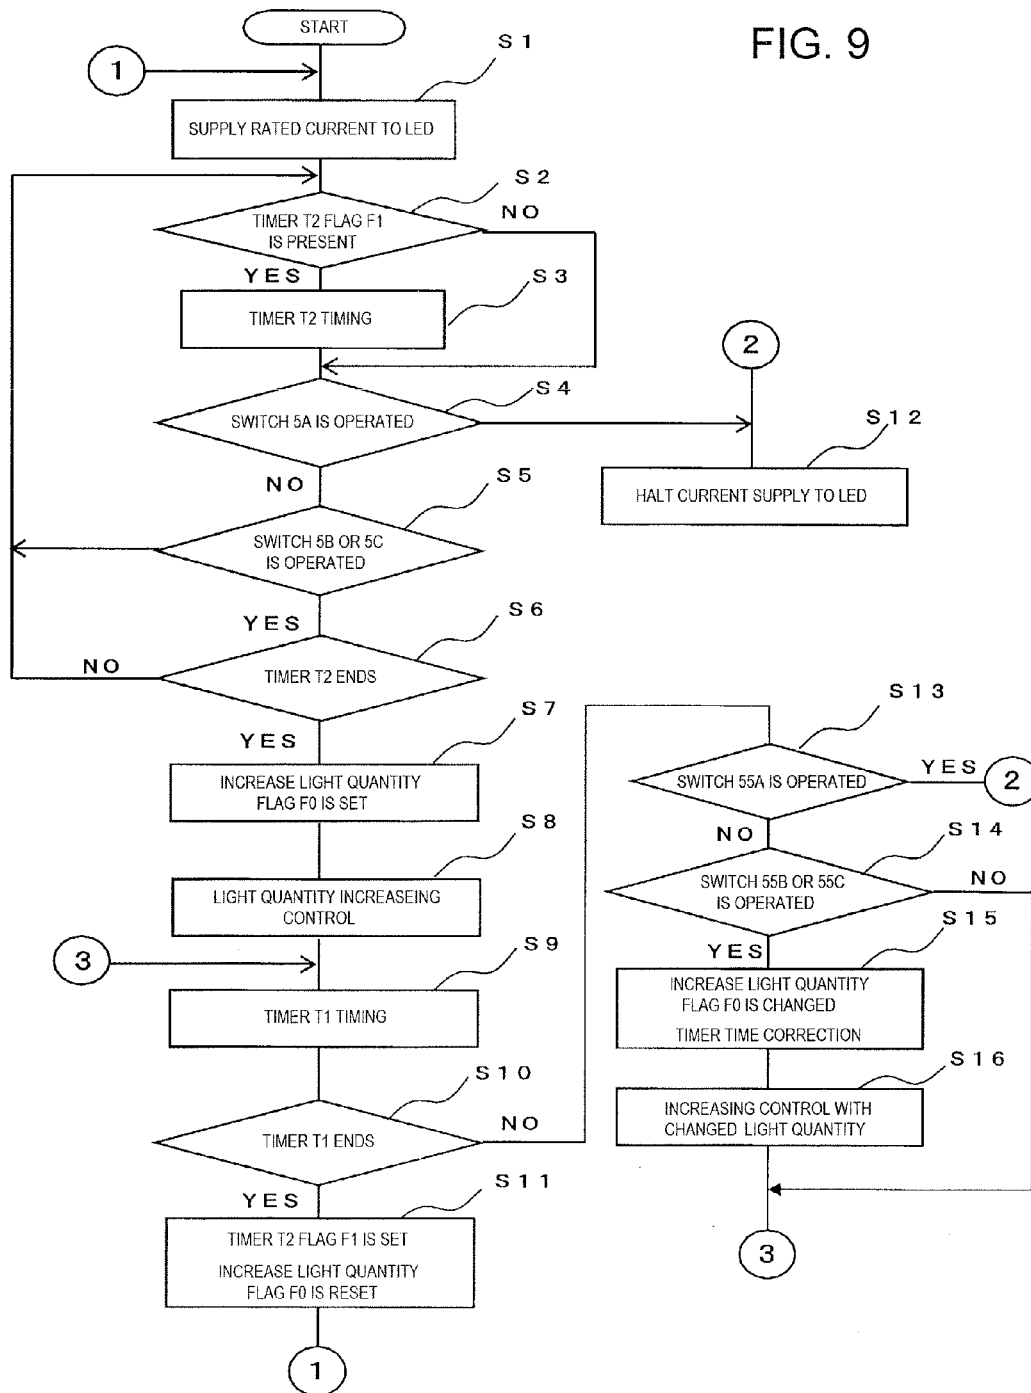 FIG. 9
START
1
S1
SUPPLY RATED CURRENT TO LED
S2
TIMER T2 FLAG F1
IS PRESENT
NO
YES
S3
TIMER T2 TIMING
2
S4
SWITCH 5A IS OPERATED
S12
HALT CURRENT SUPPLY TO LED
NO
S5
SWITCH 5B OR 5C
IS OPERATED
YES
S6
TIMER T2 ENDS
NO
YES
S7
INCREASE LIGHT QUANTITY
FLAG F0 IS SET
S8
LIGHT QUANTITY INCREASEING
CONTROL
3
S9
TIMER T1 TIMING
S10
TIMER T1 ENDS
NO
YES
S11
TIMER T2 FLAG F1 IS SET
INCREASE LIGHT QUANTITY
FLAG F0 IS RESET
1
S13
SWITCH 55A IS OPERATED
YES
2
NO
S14
SWITCH 55B OR 55C
IS OPERATED
NO
YES
S15
INCREASE LIGHT QUANTITY
FLAG F0 IS CHANGED
TIMER TIME CORRECTION
S16
INCREASING CONTROL WITH
CHANGED LIGHT QUANTITY
3